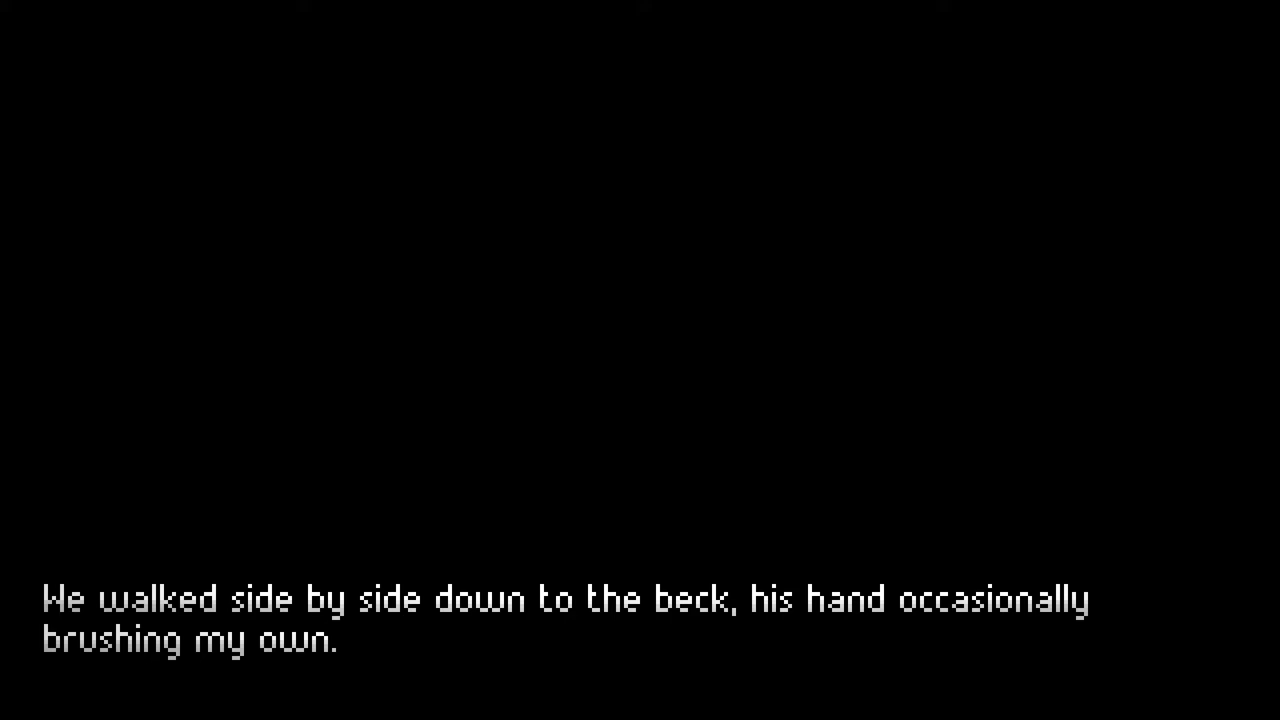 We walked side by side down to the beck, his hand occasionally
brushing my own.